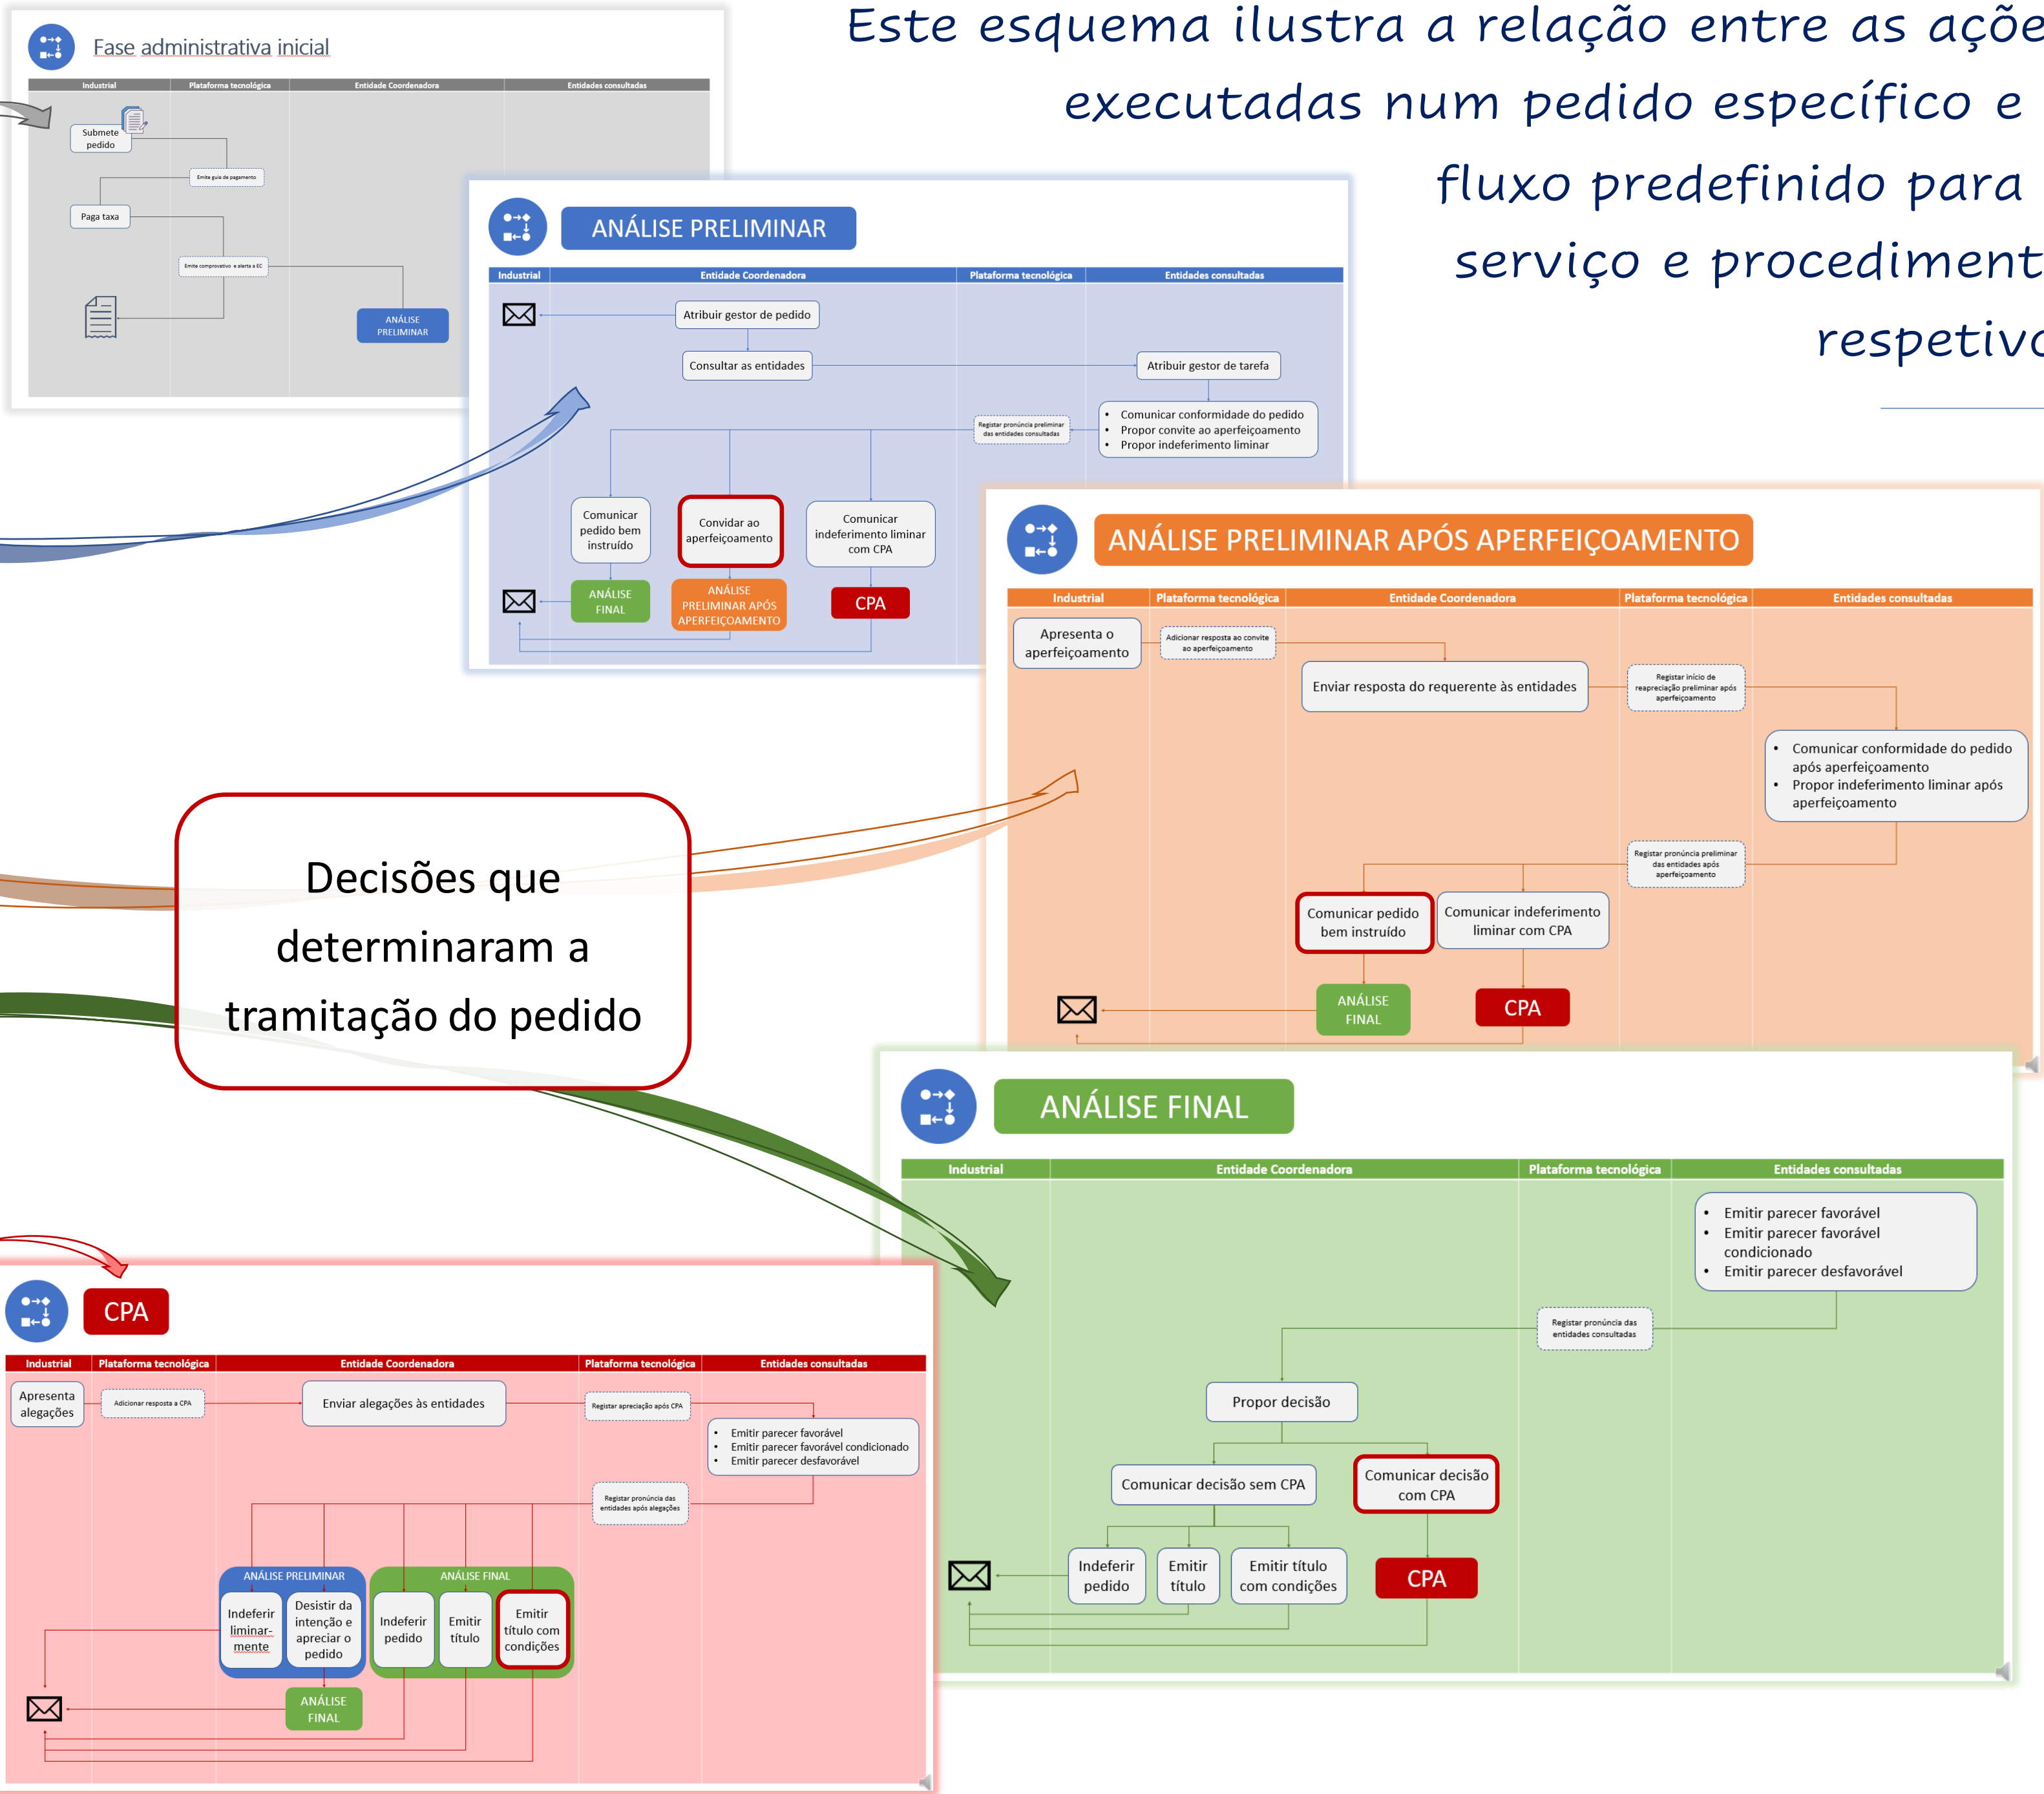 Este esquema ilustra a relação entre as açõe
executadas num pedido específico e
fluxo predefinido para
serviço e procediment
respetivo
Fase administrativa inicial
Industrial
Plataforma tecnológica
Entidade Coordenadora
Entidades consultadas
Submete
pedido
Emite guia de pagamento
Paga taxa
Emite comprovativo e alerta a EC
ANÁLISE
PRELIMINAR
ANÁLISE PRELIMINAR
Industrial
Entidade Coordenadora
Plataforma tecnológica
Entidades consultadas
Atribuir gestor de pedido
Consultar as entidades
Atribuir gestor de tarefa
• Comunicar conformidade do pedido
• Propor convite ao aperfeiçoamento
• Propor indeferimento liminar
Registar pronúncia preliminar
das entidades consultadas
Comunicar
pedido bem
instruído
Convidar ao
aperfeiçoamento
Comunicar
indeferimento liminar
com CPA
ANÁLISE
FINAL
ANÁLISE
PRELIMINAR APÓS
APERFEIÇOAMENTO
CPA
ANÁLISE PRELIMINAR APÓS APERFEIÇOAMENTO
Industrial
Plataforma tecnológica
Entidade Coordenadora
Plataforma tecnológica
Entidades consultadas
Apresenta o
aperfeiçoamento
Adicionar resposta ao convite
ao aperfeiçoamento
Enviar resposta do requerente às entidades
Registar início de
reapreciação preliminar após
aperfeiçoamento
• Comunicar conformidade do pedido
após aperfeiçoamento
• Propor indeferimento liminar após
aperfeiçoamento
Registar pronúncia preliminar
das entidades após
aperfeiçoamento
Comunicar pedido
bem instruído
Comunicar indeferimento
liminar com CPA
ANÁLISE
FINAL
CPA
Decisões que
determinaram a
tramitação do pedido
ANÁLISE FINAL
Industrial
Entidade Coordenadora
Plataforma tecnológica
Entidades consultadas
• Emitir parecer favorável
• Emitir parecer favorável
condicionado
• Emitir parecer desfavorável
Registar pronúncia das
entidades consultadas
Propor decisão
Comunicar decisão sem CPA
Comunicar decisão
com CPA
Indeferir
pedido
Emitir
título
Emitir título
com condições
CPA
CPA
Industrial
Plataforma tecnológica
Entidade Coordenadora
Plataforma tecnológica
Entidades consultadas
Apresenta
alegações
Adicionar resposta a CPA
Enviar alegações às entidades
Registar apreciação após CPA
• Emitir parecer favorável
• Emitir parecer favorável condicionado
• Emitir parecer desfavorável
Registar pronúncia das
entidades após alegações
ANÁLISE PRELIMINAR
ANÁLISE FINAL
Indeferir
liminar-
mente
Desistir da
intenção e
apreciar o
pedido
Indeferir
pedido
Emitir
título
Emitir
título com
condições
ANÁLISE
FINAL